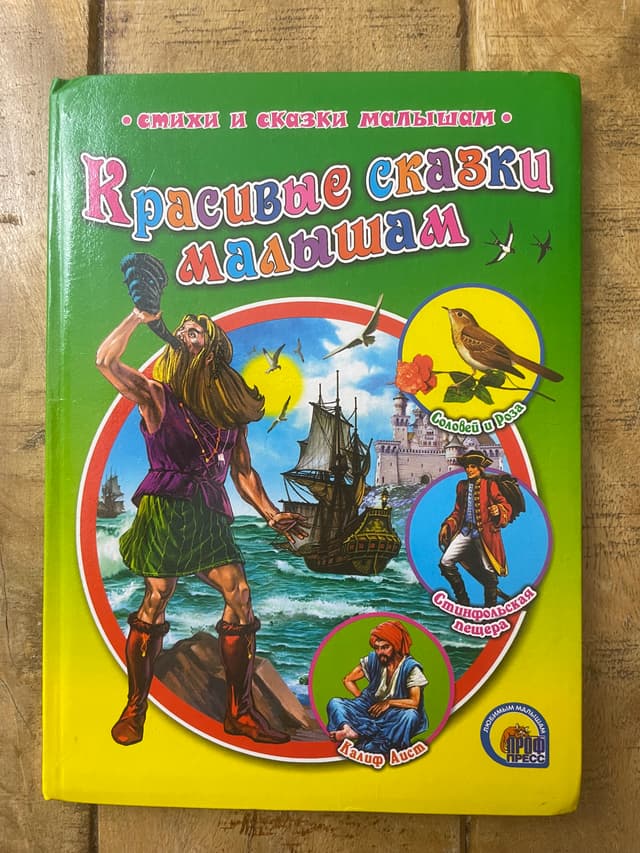 • СТИХИ И СКАЗКИ МАЛЫШАМ •
Красивые сказки
малышам
Соловей и Роза
Стинфольская
пещера
Калиф Аист
ЛЮБИМЫМ МАЛЫШАМ
ПРОФ
ПРЕСС